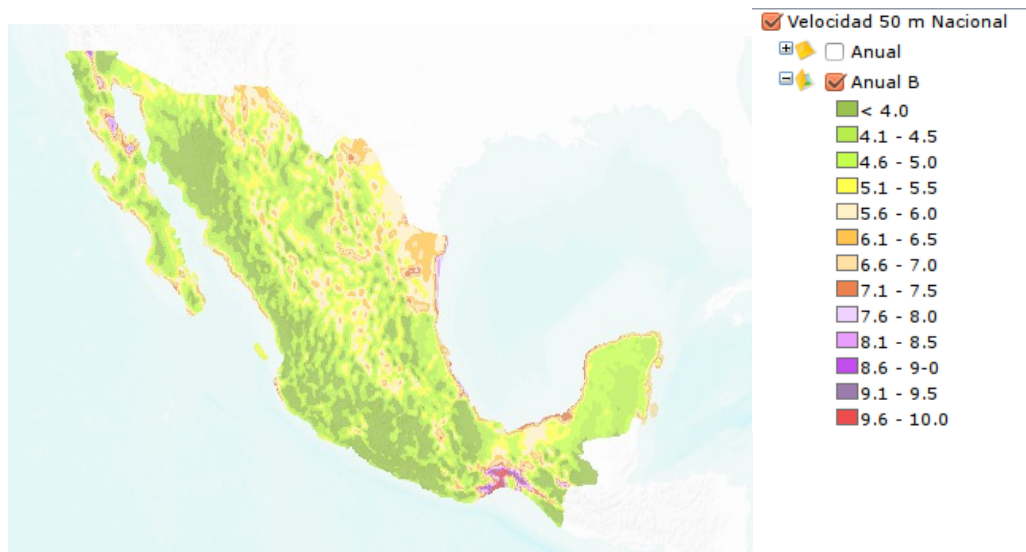 Velocidad 50 m Nacional
Anual
Anual B
< 4.0
4.1 - 4.5
4.6 - 5.0
5.1 - 5.5
5.6 - 6.0
6.1 - 6.5
6.6 - 7.0
7.1 - 7.5
7.6 - 8.0
8.1 - 8.5
8.6 - 9-0
9.1 - 9.5
9.6 - 10.0